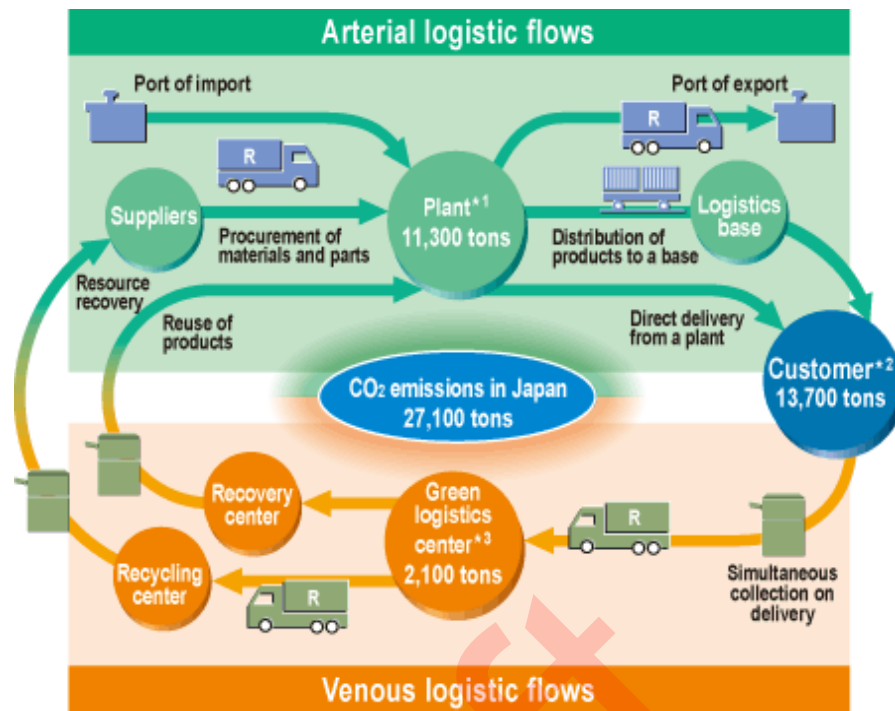 Arterial logistic flows
Port of import
Port of export
R
R
Suppliers
Plant*1
11,300 tons
Logistics
base
Procurement of
materials and parts
Distribution of
products to a base
Resource
recovery
Reuse of
products
Direct delivery
from a plant
Customer*2
13,700 tons
CO2 emissions in Japan
27,100 tons
Recovery
center
Green
logistics
center*3
2,100 tons
R
Recycling
center
R
Simultaneous
collection on
delivery
Venous logistic flows